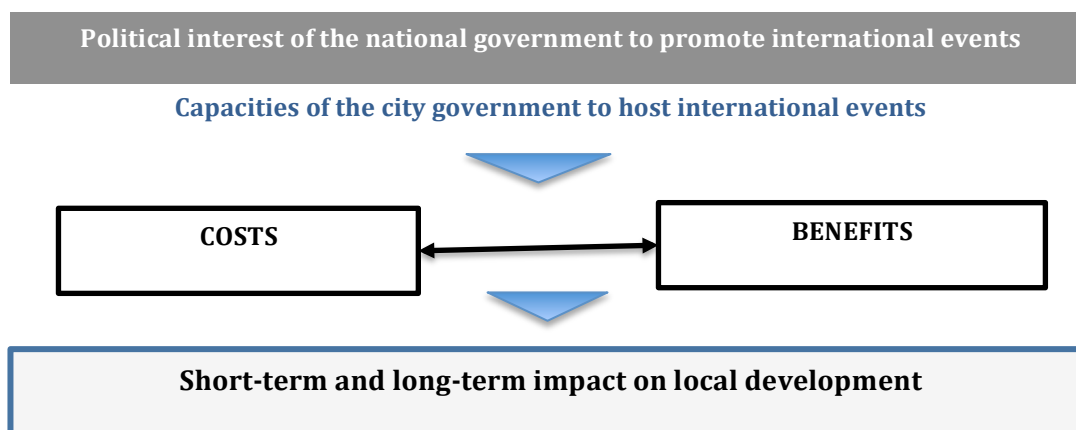 Political interest of the national government to promote international events
Capacities of the city government to host international events
COSTS
BENEFITS
Short-term and long-term impact on local development